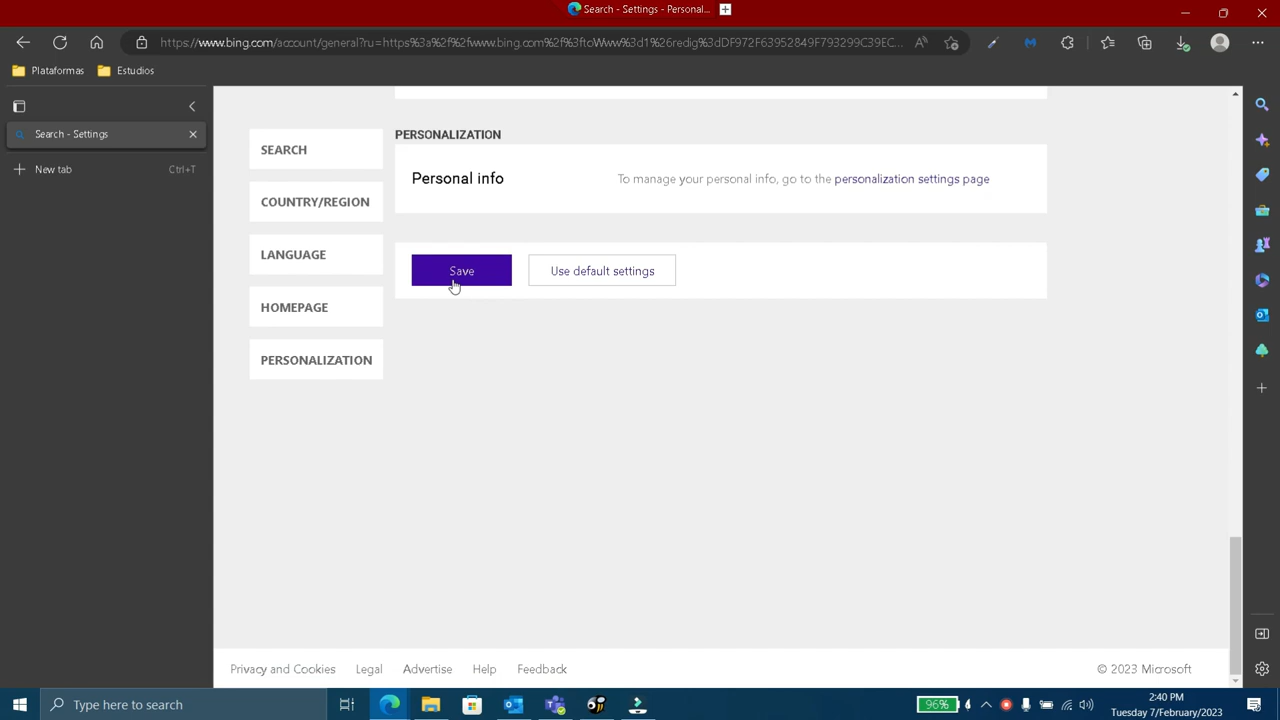 Search - Settings - Personal...
https://www.bing.com/account/general?ru=https%3a%2f%2fwww.bing.com%2f%3ftoWww%3d1%26redig%3dDF972F63952849F793299C39EC...
Plataformas
Estudios
Search - Settings
New tab
Ctrl+T
SEARCH
COUNTRY/REGION
LANGUAGE
HOMEPAGE
PERSONALIZATION
PERSONALIZATION
Personal info
To manage your personal info, go to the personalization settings page
Save
Use default settings
Privacy and Cookies
Legal
Advertise
Help
Feedback
© 2023 Microsoft
Type here to search
96%
2:40 PM
Tuesday 7/February/2023